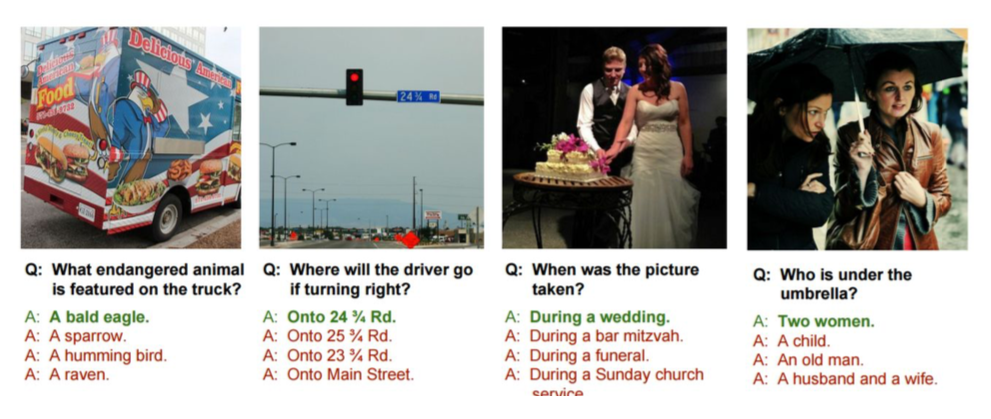 Delicious American
Delicious
American
Food
24 ¾ Rd
Q: What endangered animal
is featured on the truck?
A: A bald eagle.
A: A sparrow.
A: A humming bird.
A: A raven.
Q: Where will the driver go
if turning right?
A: Onto 24 ¾ Rd.
A: Onto 25 ¾ Rd.
A: Onto 23 ¾ Rd.
A: Onto Main Street.
Q: When was the picture
taken?
A: During a wedding.
A: During a bar mitzvah.
A: During a funeral.
A: During a Sunday church
service.
Q: Who is under the
umbrella?
A: Two women.
A: A child.
A: An old man.
A: A husband and a wife.